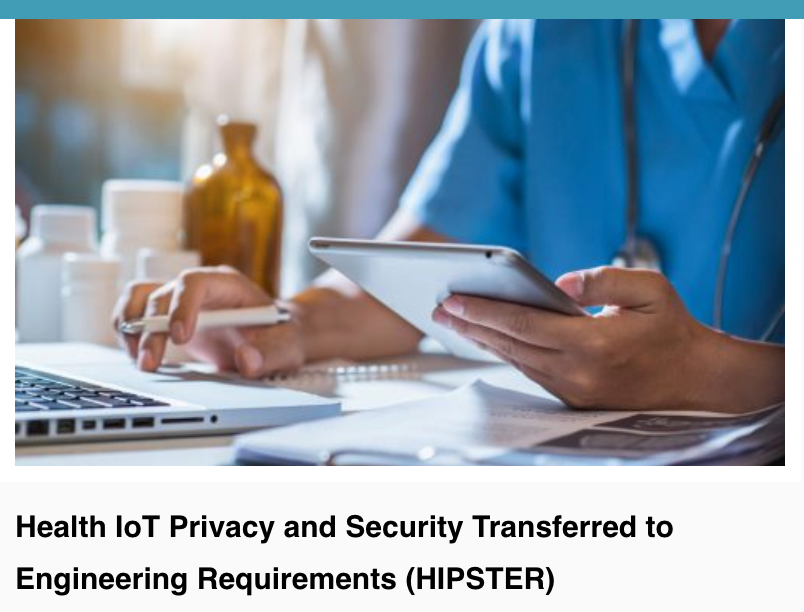 Health IoT Privacy and Security Transferred to
Engineering Requirements (HIPSTER)